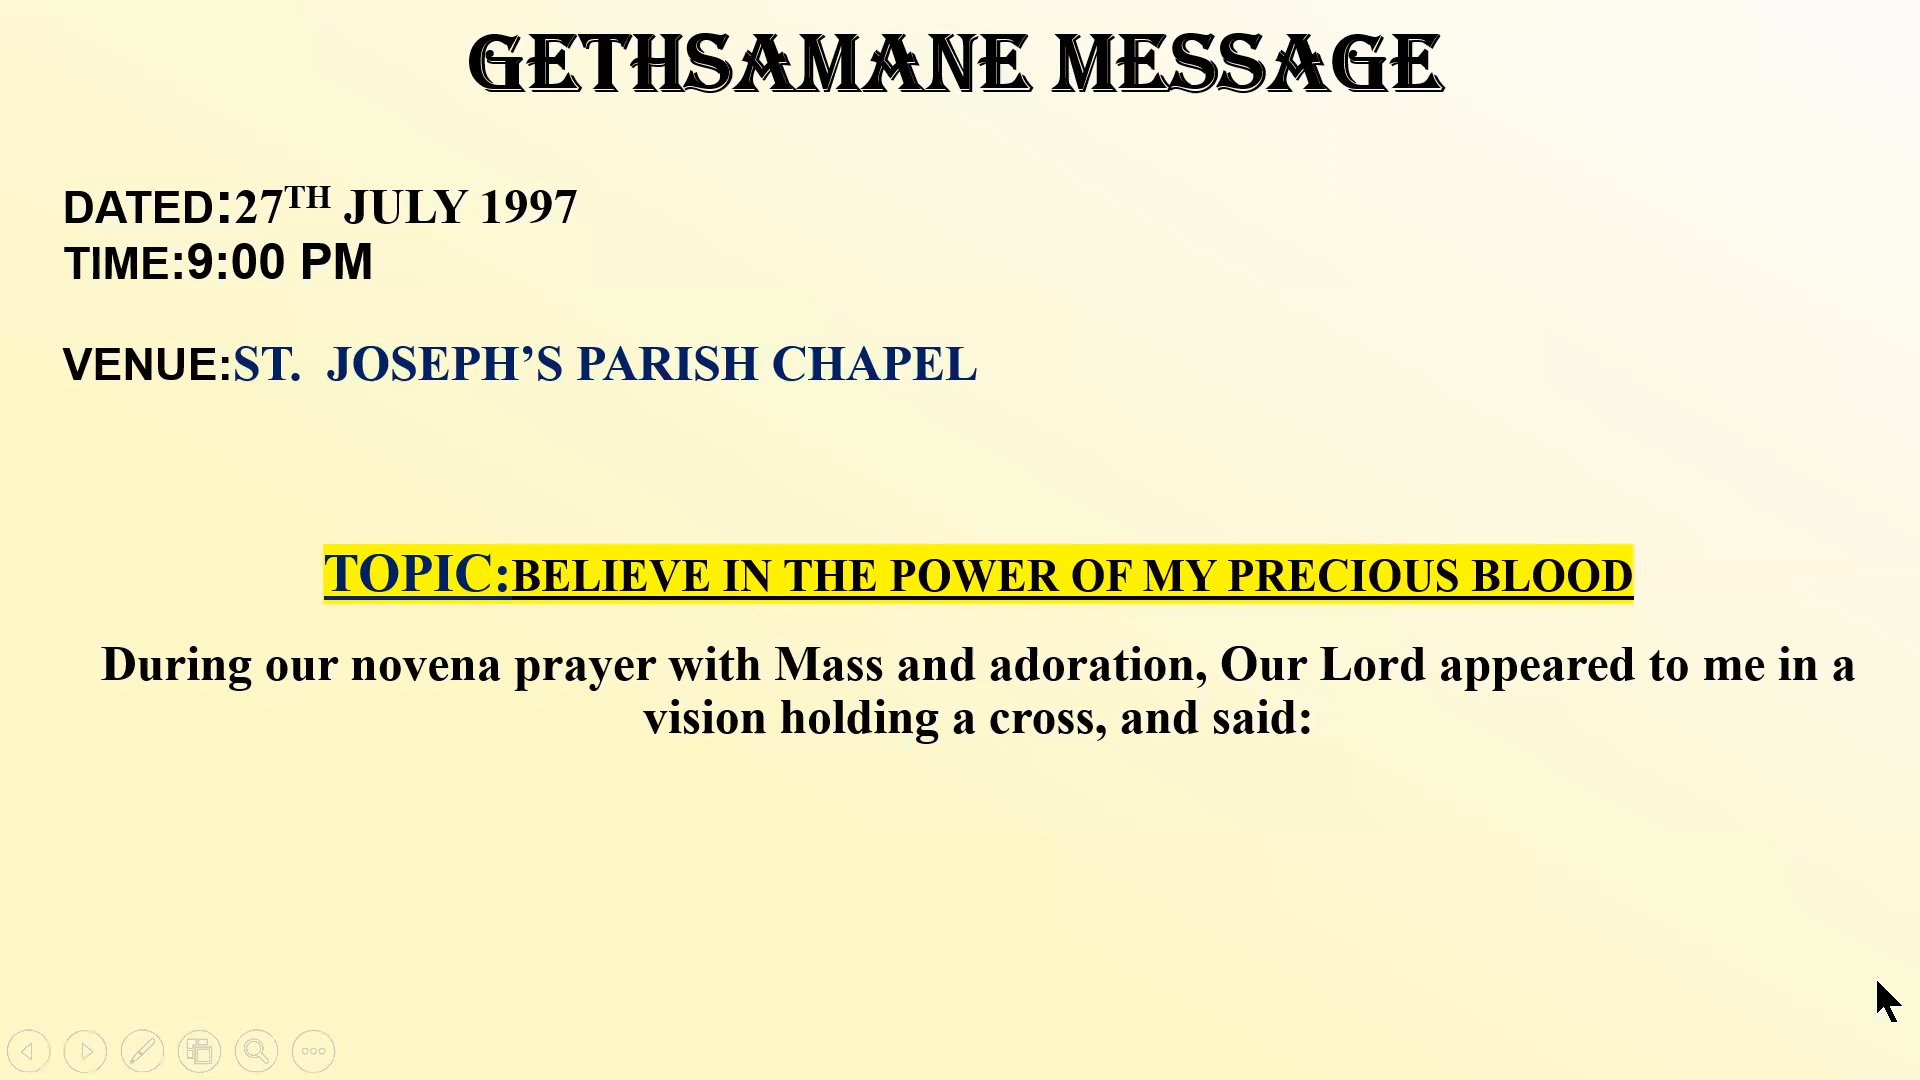 GETHSAMANE MESSAGE
DATED:27TH JULY 1997
TIME:9:00 PM
VENUE:ST.  JOSEPH’S PARISH CHAPEL
TOPIC:BELIEVE IN THE POWER OF MY PRECIOUS BLOOD
During our novena prayer with Mass and adoration, Our Lord appeared to me in a
vision holding a cross, and said: